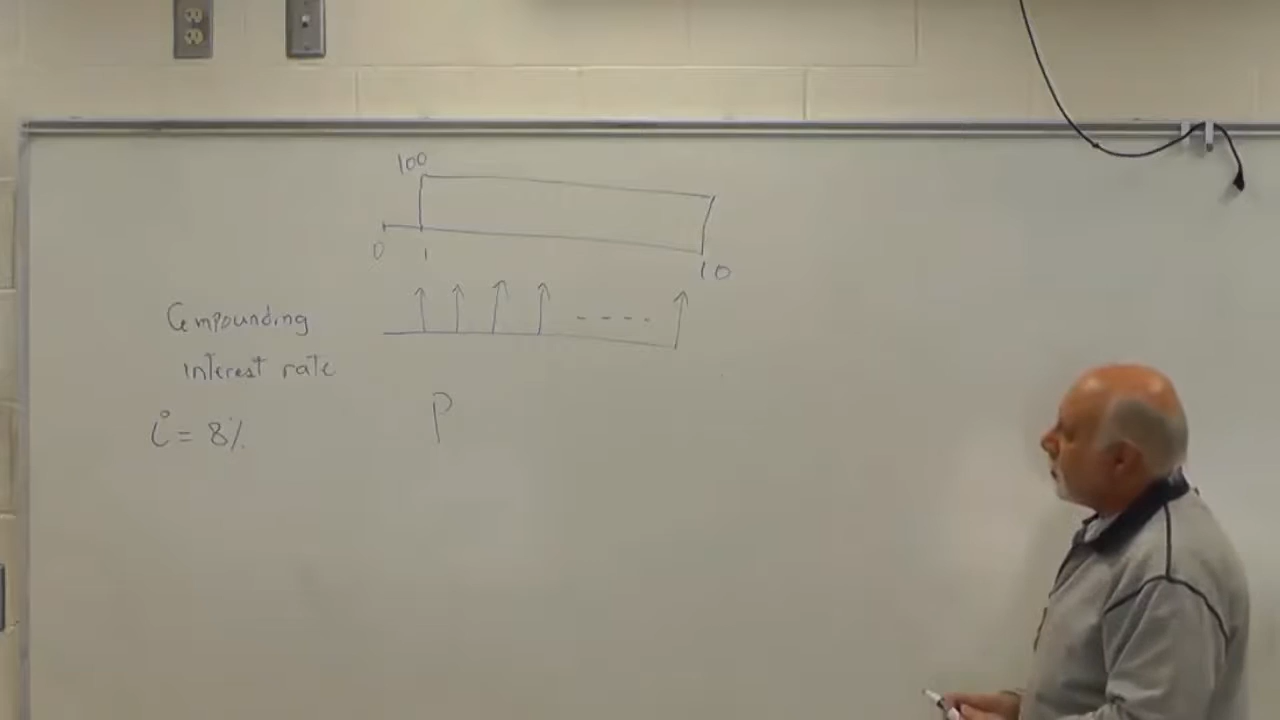 100
0 1 10
- - - -
Compounding
interest rate
i = 8%
P